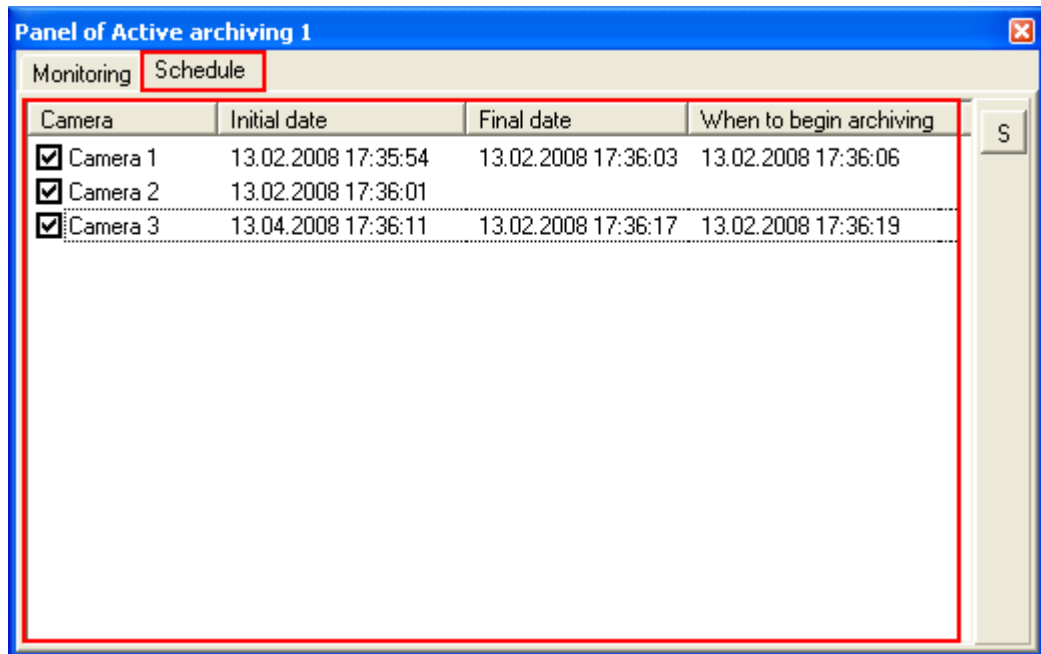 Panel of Active archiving 1
Monitoring Schedule
Camera Initial date Final date When to begin archiving S
Camera 1 13.02.2008 17:35:54 13.02.2008 17:36:03 13.02.2008 17:36:06
Camera 2 13.02.2008 17:36:01
Camera 3 13.04.2008 17:36:11 13.02.2008 17:36:17 13.02.2008 17:36:19